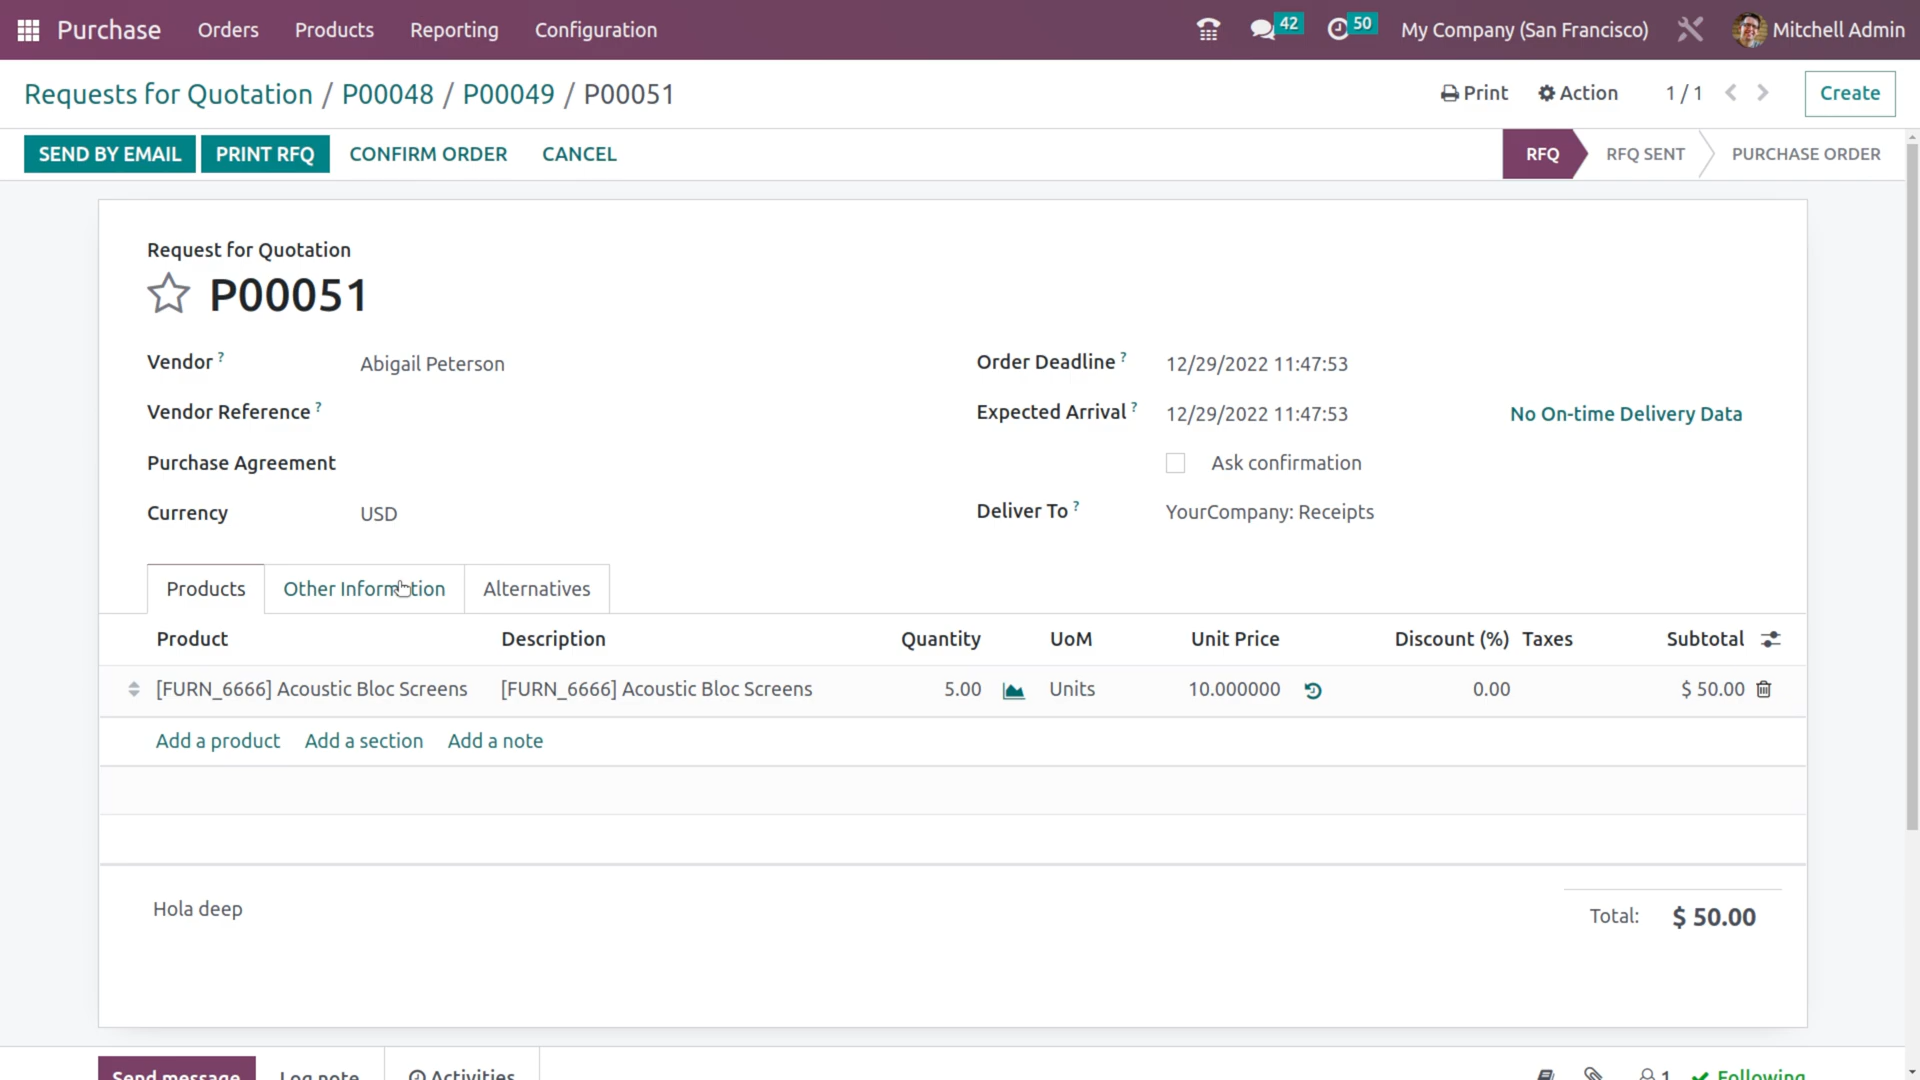 Purchase Orders Products Reporting Configuration 42 50 My Company (San Francisco) Mitchell Admin
Requests for Quotation / P00048 / P00049 / P00051 Print Action 1 / 1 Create
SEND BY EMAIL PRINT RFQ CONFIRM ORDER CANCEL RFQ RFQ SENT PURCHASE ORDER
Request for Quotation
P00051
Vendor ? Abigail Peterson Order Deadline ? 12/29/2022 11:47:53
Vendor Reference ? Expected Arrival ? 12/29/2022 11:47:53 No On-time Delivery Data
Purchase Agreement Ask confirmation
Currency USD Deliver To ? YourCompany: Receipts
Products Other Information Alternatives
Product Description Quantity UoM Unit Price Discount (%) Taxes Subtotal
[FURN_6666] Acoustic Bloc Screens [FURN_6666] Acoustic Bloc Screens 5.00 Units 10.000000 0.00 $ 50.00
Add a product Add a section Add a note
Hola deep Total: $ 50.00
Send message Log note Activities 1 Following